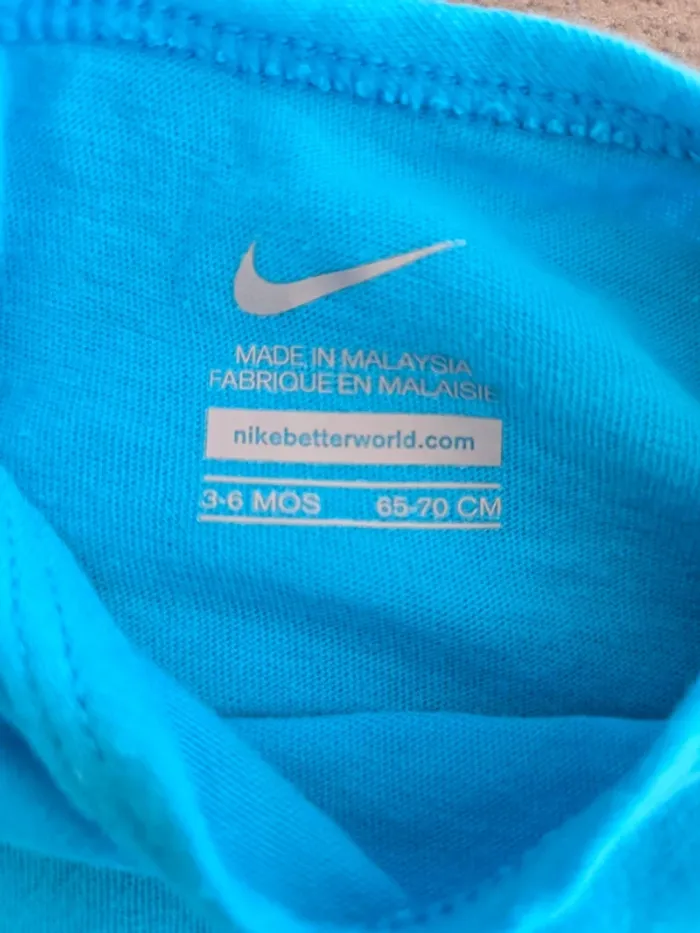 MADE IN MALAYSIA
FABRIQUE EN MALAISIE
nikebetterworld.com
3-6 MOS 65-70 CM